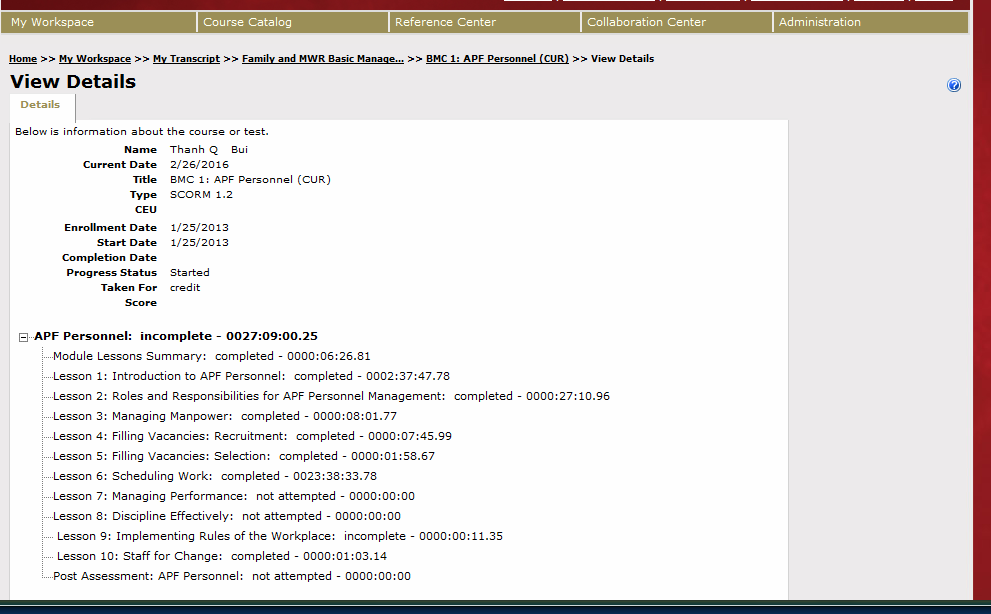 My Workspace Course Catalog Reference Center Collaboration Center Administration
Home >> My Workspace >> My Transcript >> Family and MWR Basic Manage... >> BMC 1: APF Personnel (CUR) >> View Details
View Details
?
Details
Below is information about the course or test.
Name Thanh Q Bui
Current Date 2/26/2016
Title BMC 1: APF Personnel (CUR)
Type SCORM 1.2
CEU
Enrollment Date 1/25/2013
Start Date 1/25/2013
Completion Date
Progress Status Started
Taken For credit
Score
APF Personnel: incomplete - 0027:09:00.25
Module Lessons Summary: completed - 0000:06:26.81
Lesson 1: Introduction to APF Personnel: completed - 0002:37:47.78
Lesson 2: Roles and Responsibilities for APF Personnel Management: completed - 0000:27:10.96
Lesson 3: Managing Manpower: completed - 0000:08:01.77
Lesson 4: Filling Vacancies: Recruitment: completed - 0000:07:45.99
Lesson 5: Filling Vacancies: Selection: completed - 0000:01:58.67
Lesson 6: Scheduling Work: completed - 0023:38:33.78
Lesson 7: Managing Performance: not attempted - 0000:00:00
Lesson 8: Discipline Effectively: not attempted - 0000:00:00
Lesson 9: Implementing Rules of the Workplace: incomplete - 0000:00:11.35
Lesson 10: Staff for Change: completed - 0000:01:03.14
Post Assessment: APF Personnel: not attempted - 0000:00:00